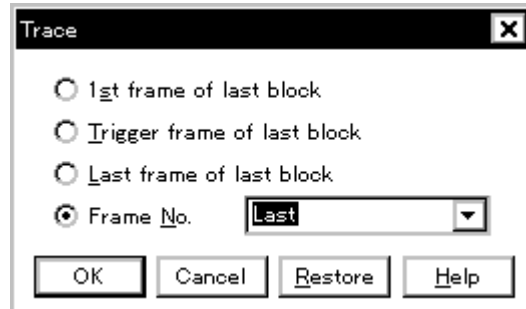 Trace
1st frame of last block
Trigger frame of last block
Last frame of last block
Frame No. Last
OK Cancel Restore Help